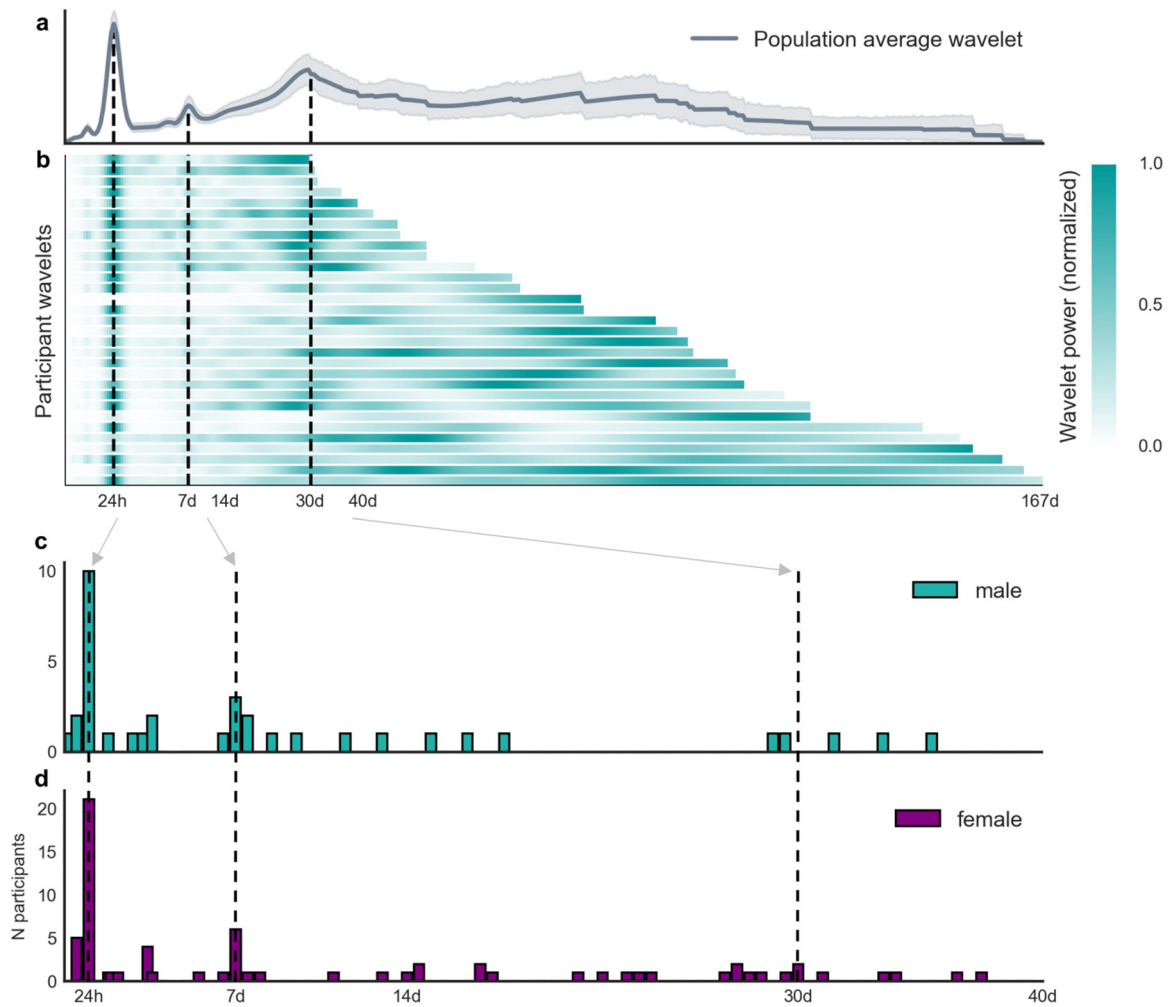 a
Population average wavelet
b
Participant wavelets
1.0
0.5
0.0
Wavelet power (normalized)
24h 7d 14d 30d 40d 167d
c
10
5
0
male
d
20
15
10
5
0
N participants
female
24h 7d 14d 30d 40d